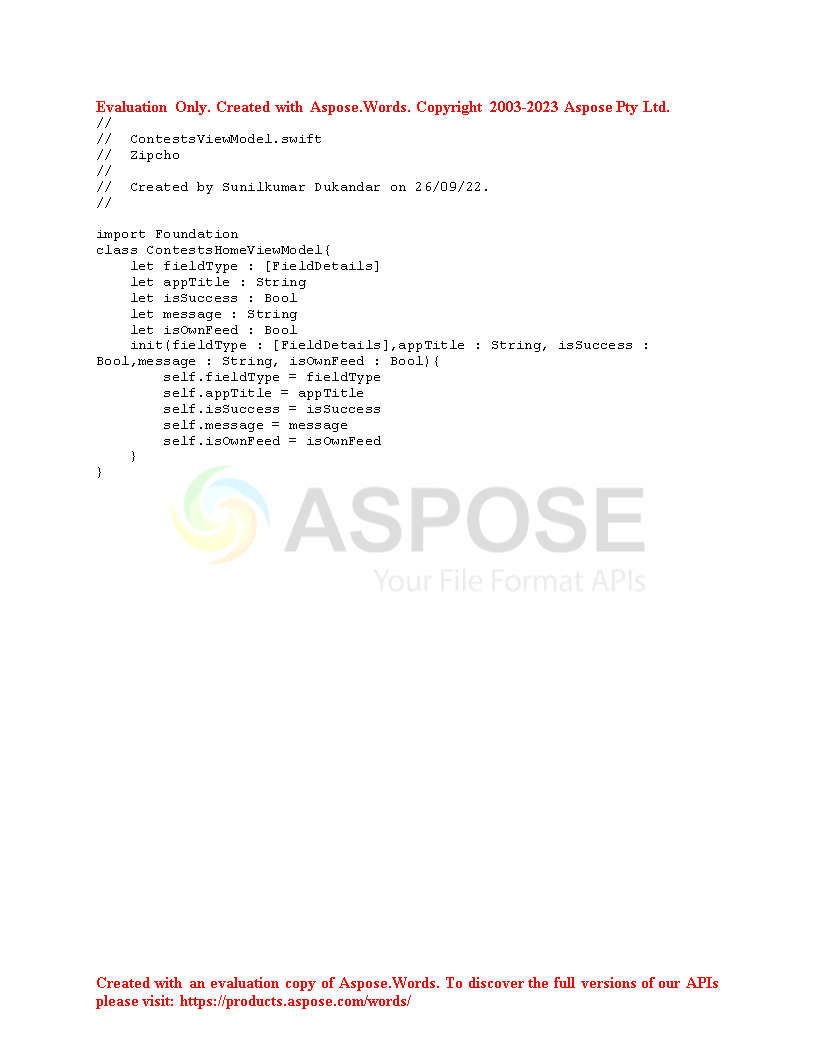 Evaluation Only. Created with Aspose.Words. Copyright 2003-2023 Aspose Pty Ltd.
//
//  ContestsViewModel.swift
//  Zipcho
//
//  Created by Sunilkumar Dukandar on 26/09/22.
//

import Foundation
class ContestsHomeViewModel{
    let fieldType : [FieldDetails]
    let appTitle : String
    let isSuccess : Bool
    let message : String
    let isOwnFeed : Bool
    init(fieldType : [FieldDetails],appTitle : String, isSuccess :
Bool,message : String, isOwnFeed : Bool){
        self.fieldType = fieldType
        self.appTitle = appTitle
        self.isSuccess = isSuccess
        self.message = message
        self.isOwnFeed = isOwnFeed
    }
}
ASPOSE
Your File Format APIs
Created with an evaluation copy of Aspose.Words. To discover the full versions of our APIs
please visit: https://products.aspose.com/words/